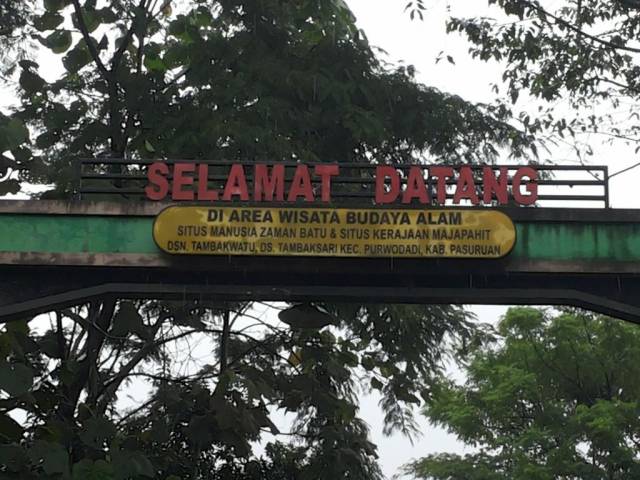 SELAMAT DATANG
DI AREA WISATA BUDAYA ALAM
SITUS MANUSIA ZAMAN BATU & SITUS KERAJAAN MAJAPAHIT
DSN. TAMBAKWATU, DS. TAMBAKSARI KEC. PURWODADI, KAB. PASURUAN